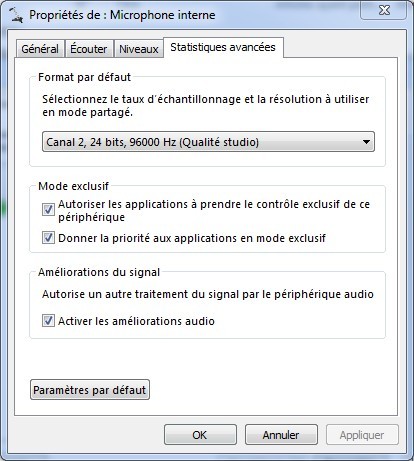 Propriétés de : Microphone interne
Général
Écouter
Niveaux
Statistiques avancées
Format par défaut
Sélectionnez le taux d'échantillonnage et la résolution à utiliser
en mode partagé.
Canal 2, 24 bits, 96000 Hz (Qualité studio)
Mode exclusif
Autoriser les applications à prendre le contrôle exclusif de ce
périphérique
Donner la priorité aux applications en mode exclusif
Améliorations du signal
Autorise un autre traitement du signal par le périphérique audio
Activer les améliorations audio
Paramètres par défaut
OK
Annuler
Appliquer